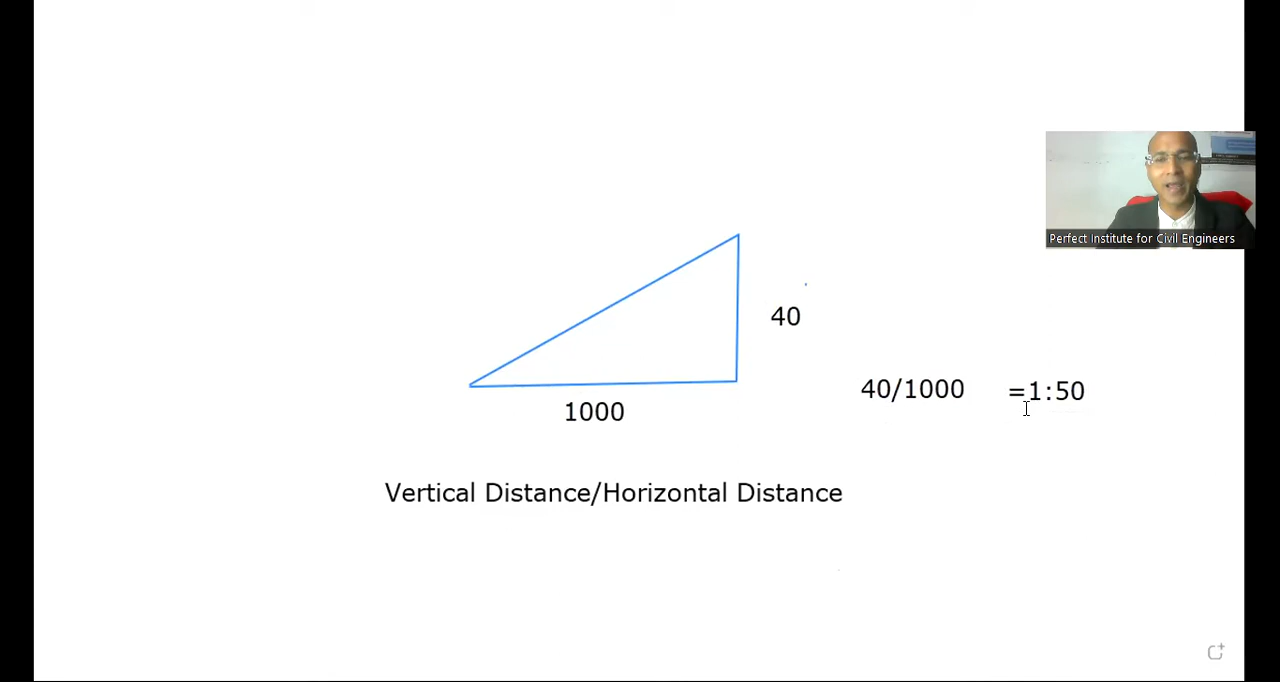 Perfect Institute for Civil Engineers
40
40/1000 =1:50
1000
Vertical Distance/Horizontal Distance